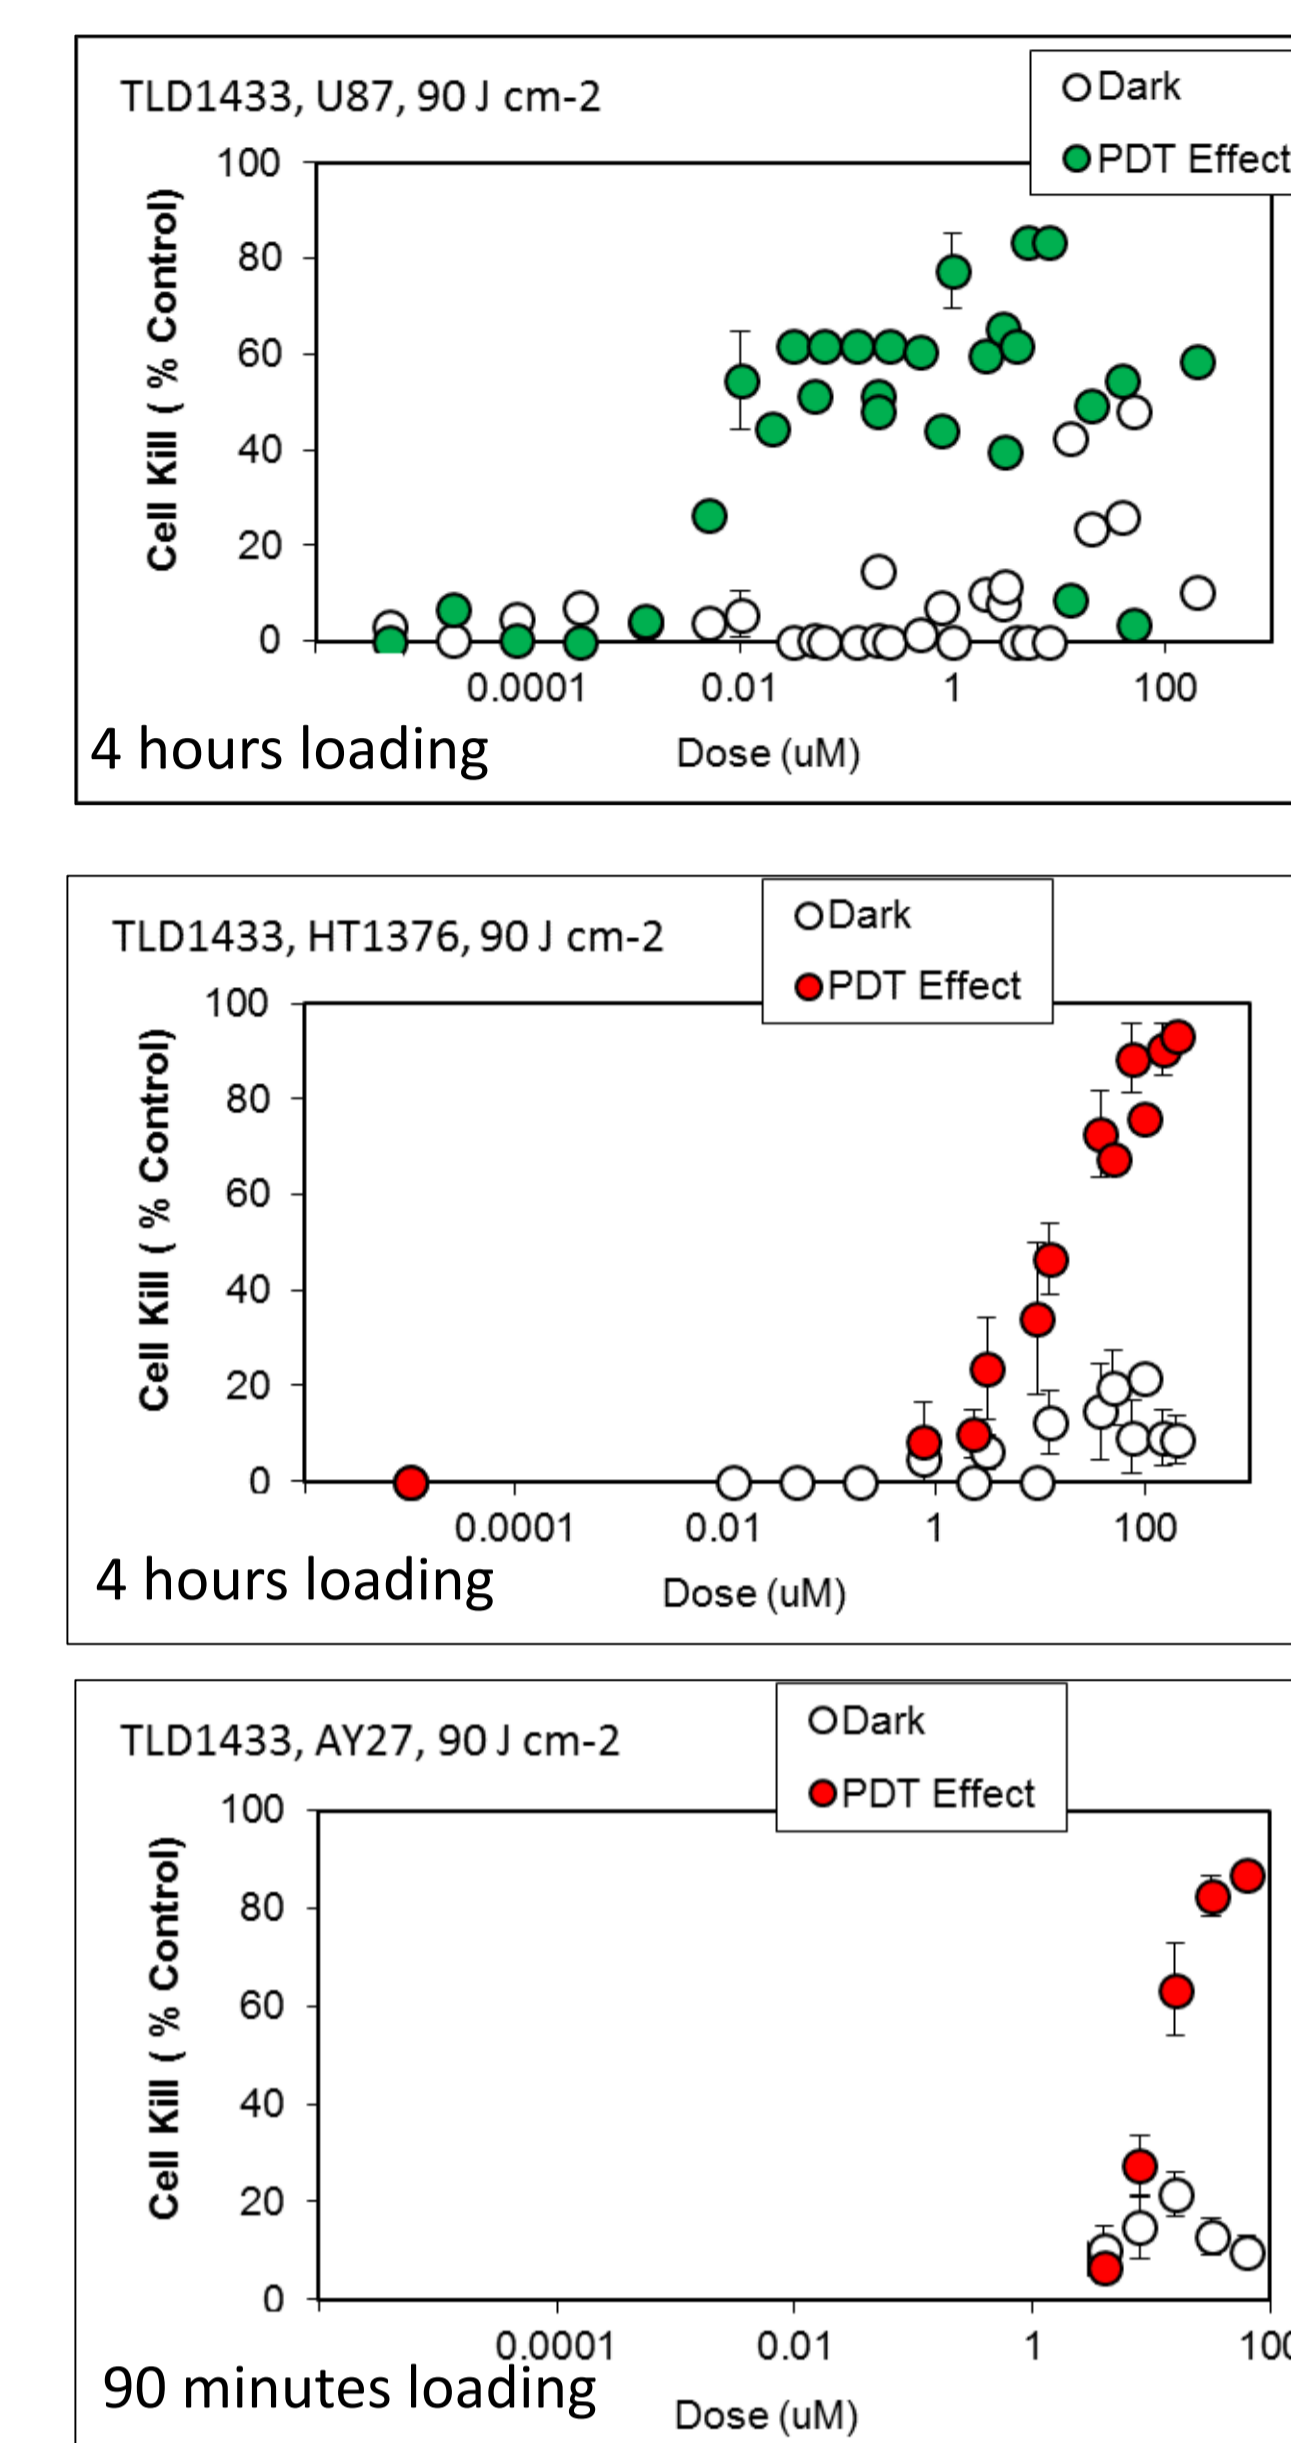 TLD1433, U87, 90 J cm-2
Dark
PDT Effect
Cell Kill ( % Control)
100
80
60
40
20
0
0.0001
0.01
1
100
4 hours loading
Dose (uM)
TLD1433, HT1376, 90 J cm-2
Dark
PDT Effect
Cell Kill ( % Control)
100
80
60
40
20
0
0.0001
0.01
1
100
4 hours loading
Dose (uM)
TLD1433, AY27, 90 J cm-2
Dark
PDT Effect
Cell Kill ( % Control)
100
80
60
40
20
0
0.0001
0.01
1
100
90 minutes loading
Dose (uM)